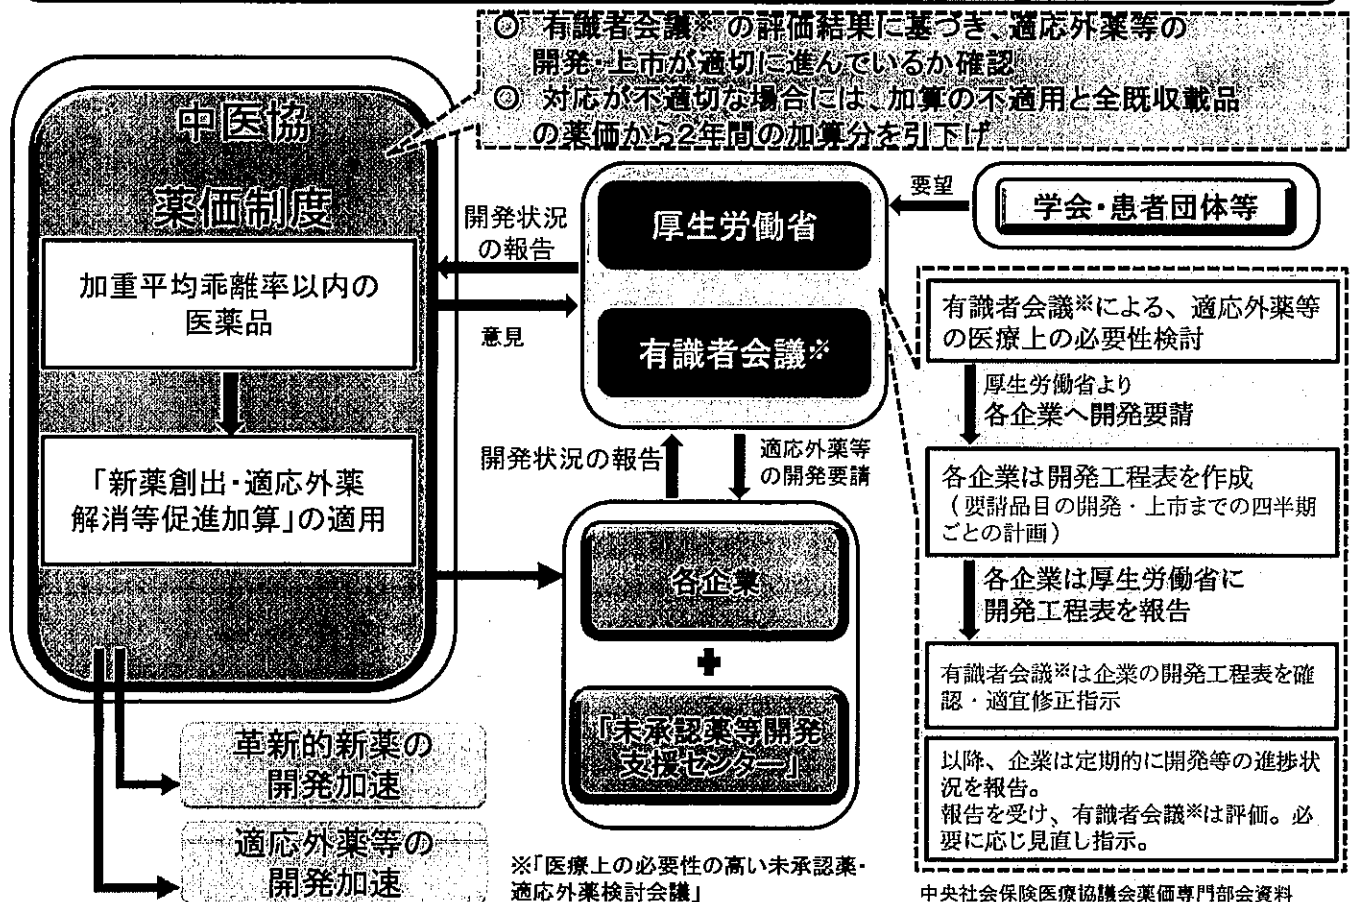 ○ 有識者会議※ の評価結果に基づき、適応外薬等の
開発・上市が適切に進んでいるか確認
○ 対応が不適切な場合には、加算の不適用と全既収載品
の薬価から2年間の加算分を引下げ
中医協
薬価制度
加重平均乖離率以内の
医薬品
「新薬創出・適応外薬
解消等促進加算」の適用
開発状況
の報告
意見
厚生労働省
有識者会議※
要望
学会・患者団体等
開発状況の報告
適応外薬等
の開発要請
各企業
+
「未承認薬等開発
支援センター」
革新的新薬の
開発加速
適応外薬等の
開発加速
有識者会議※による、適応外薬等
の医療上の必要性検討
厚生労働省より
各企業へ開発要請
各企業は開発工程表を作成
(要請品目の開発・上市までの四半期
ごとの計画)
各企業は厚生労働省に
開発工程表を報告
有識者会議※は企業の開発工程表を確
認・適宜修正指示
以降、企業は定期的に開発等の進捗状
況を報告。
報告を受け、有識者会議※は評価。必
要に応じ見直し指示。
※「医療上の必要性の高い未承認薬・
適応外薬検討会議」
中央社会保険医療協議会薬価専門部会資料